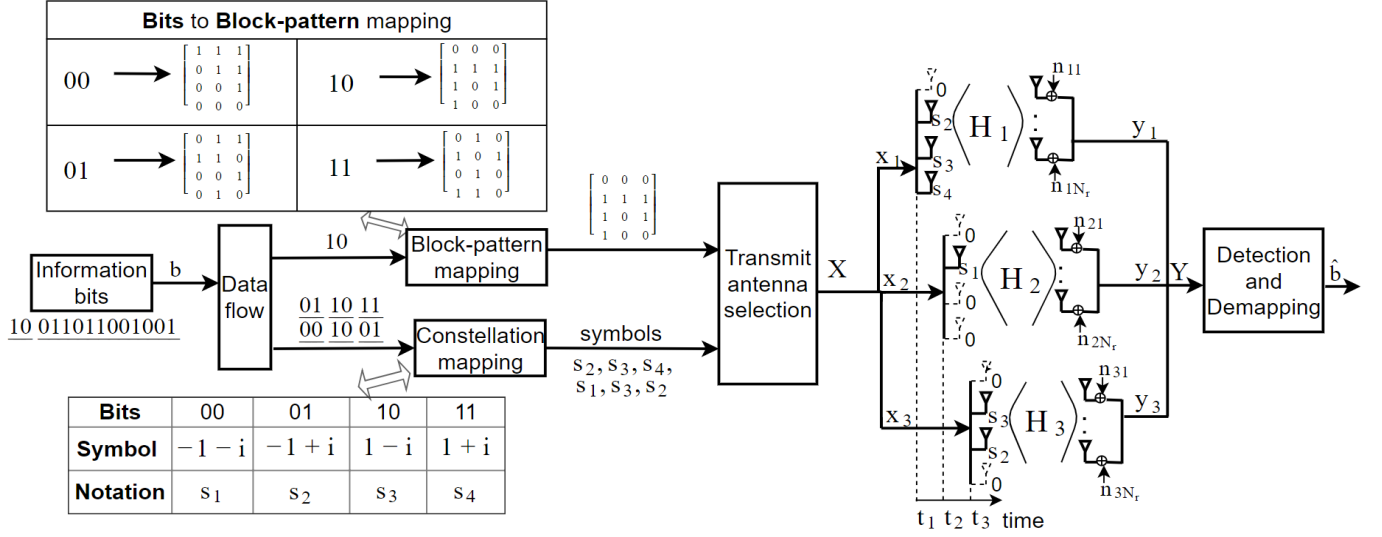 Bits to Block-pattern mapping
00
1 1 1
0 1 1
0 0 1
0 0 0
10
0 0 0
1 1 1
1 0 1
1 0 0
01
0 1 1
1 1 0
0 0 1
0 1 0
11
0 1 0
1 0 1
0 1 0
1 1 0
Information bits
10 011011001001
b
Data flow
10
Block-pattern mapping
0 0 0
1 1 1
1 0 1
1 0 0
01 10 11
00 10 01
Constellation mapping
symbols
s2, s3, s4,
s1, s3, s2
Transmit antenna selection
X
Bits 00 01 10 11
Symbol −1−i −1+i 1−i 1+i
Notation s1 s2 s3 s4
x1
0
s2
s3
s4
H1
n11
n1Nr
y1
x2
0
s1
0
0
H2
n21
n2Nr
y2
x3
0
s3
s2
0
H3
n31
n3Nr
y3
t1 t2 t3 time
Y
Detection and Demapping
b̂